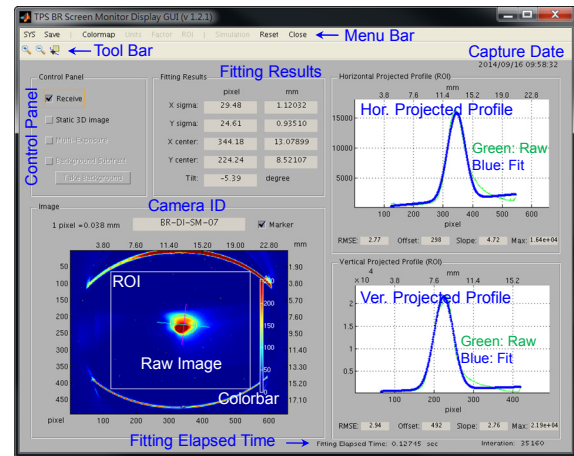 TPS BR Screen Monitor Display GUI (v 1.2.1)
SYS Save | Colormap Units Factor ROI | Simulation Reset Close
Menu Bar
Tool Bar
Capture Date
2014/09/16 09:58:32
Control Panel
Control Panel
Receive
Static 3D image
Multi-Exposure
Background Subtract
Take Background
Fitting Results
Fitting Results
pixel mm
X sigma: 29.48 1.12032
Y sigma: 24.61 0.93510
X center: 344.18 13.07899
Y center: 224.24 8.52107
Tilt: -5.39 degree
Horizontal Projected Profile (ROI)
mm
3.8 7.6 11.4 15.2 19.0 22.8
Hor. Projected Profile
15000
10000
5000
Green: Raw
Blue: Fit
100 200 300 400 500 600
pixel
RMSE: 2.77 Offset: 298 Slope: 4.72 Max: 1.64e+04
Image
Camera ID
1 pixel =0.038 mm BR-DI-SM-07 Marker
3.80 7.60 11.40 15.20 19.00 22.80 mm
50
100
150
200
250
300
350
400
450
ROI
Raw Image
Colorbar
200
150
100
50
0
1.90
3.80
5.70
7.60
9.50
11.40
13.30
15.20
17.10
pixel 100 200 300 400 500 600
Vertical Projected Profile (ROI)
x 10 4
mm
3.8 7.6 11.4 15.2
Ver. Projected Profile
2
1.5
1
0.5
Green: Raw
Blue: Fit
100 200 300 400
pixel
RMSE: 2.94 Offset: 492 Slope: 2.76 Max: 2.19e+04
Fitting Elapsed Time
Fitting Elapsed Time: 0.12745 sec
Interation: 35160